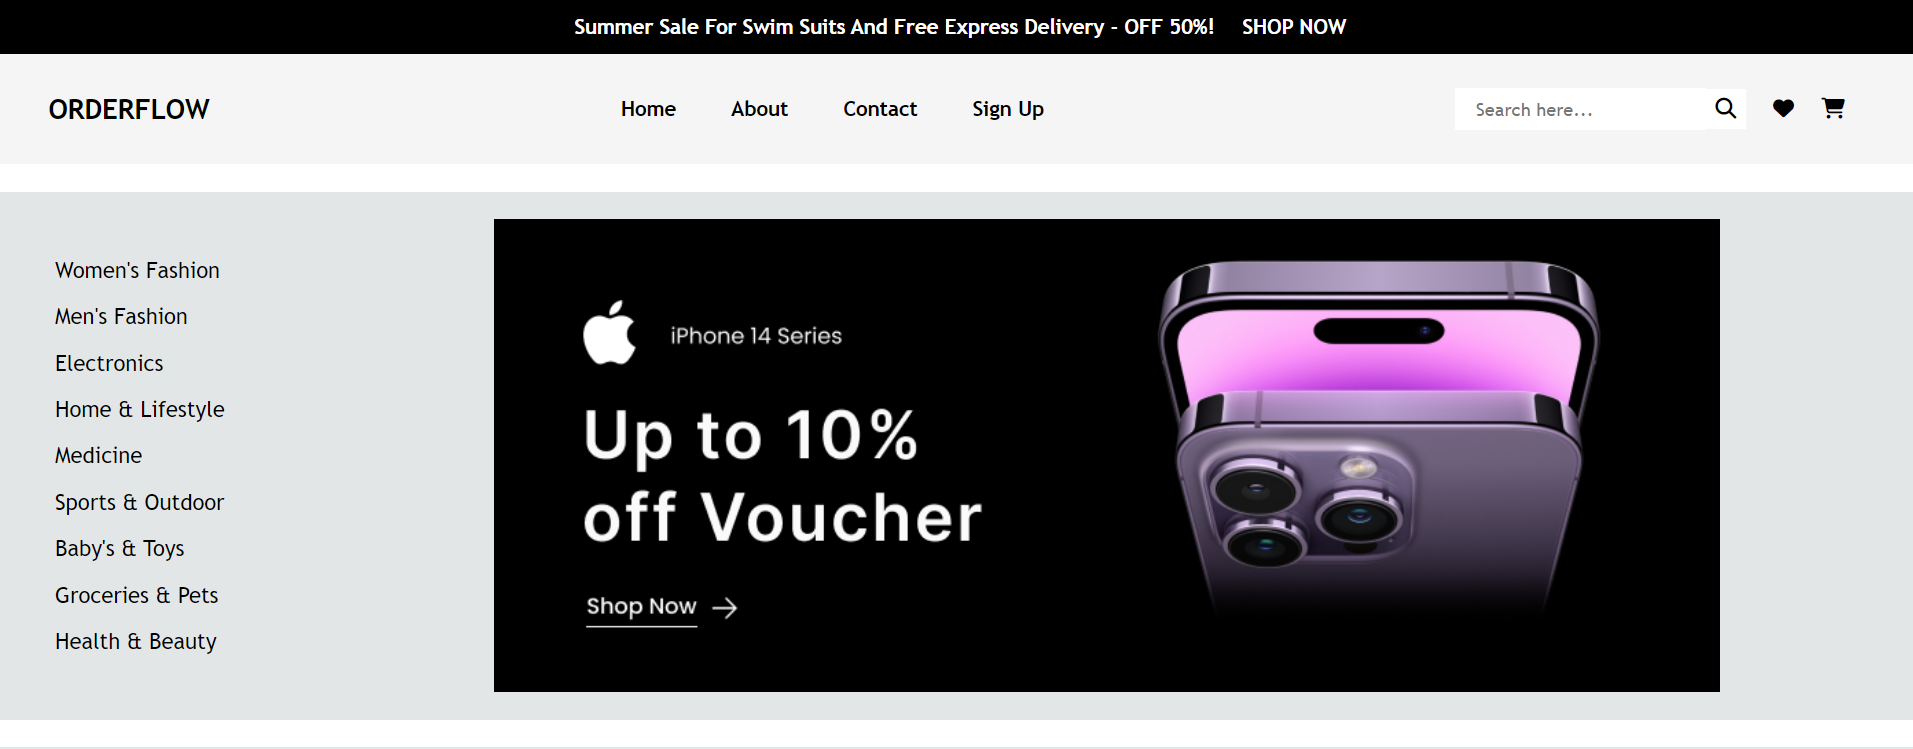 Summer Sale For Swim Suits And Free Express Delivery - OFF 50%! SHOP NOW
ORDERFLOW
Home About Contact Sign Up
Search here...
Women's Fashion
Men's Fashion
Electronics
Home & Lifestyle
Medicine
Sports & Outdoor
Baby's & Toys
Groceries & Pets
Health & Beauty
iPhone 14 Series
Up to 10%
off Voucher
Shop Now